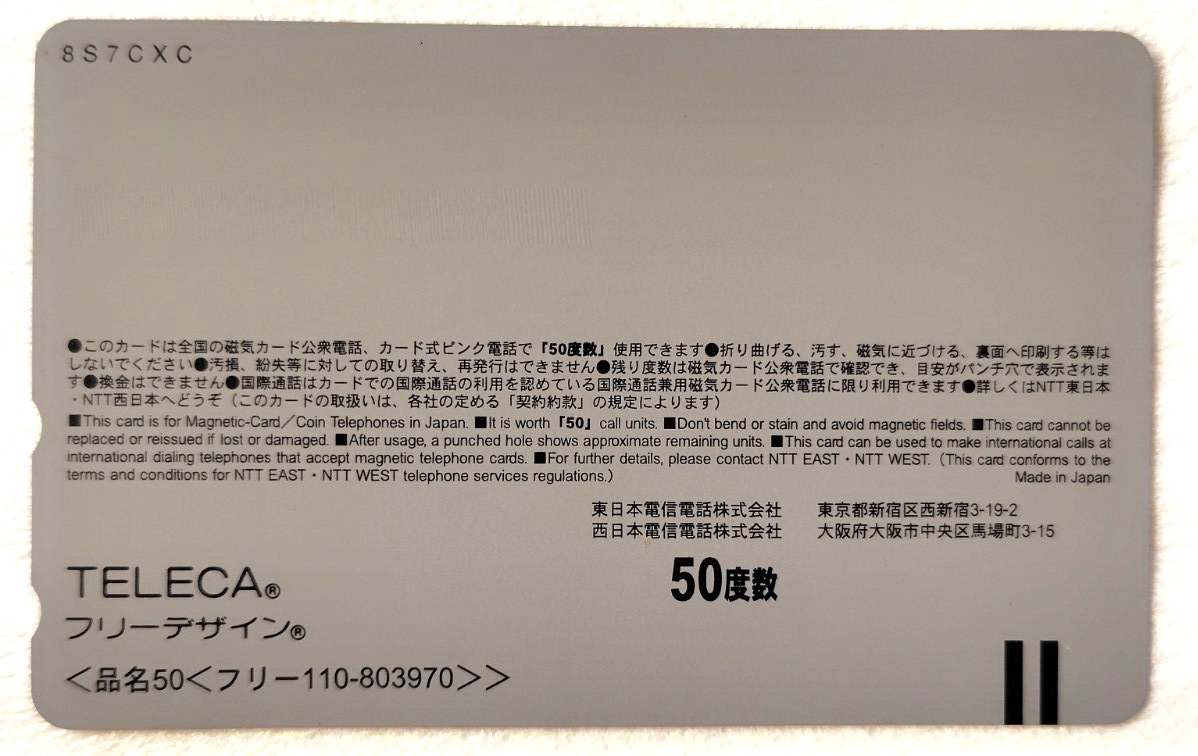 8S7CXC
●このカードは全国の磁気カード公衆電話、カード式ピンク電話で「50度数」使用できます●折り曲げる、汚す、磁気に近づける、裏面へ印刷する等は
しないでください●汚損、紛失等に対しての取り替え、再発行はできません●残り度数は磁気カード公衆電話で確認でき、目安がパンチ穴で表示されま
す●換金はできません●国際通話はカードでの国際通話の利用を認めている国際通話兼用磁気カード公衆電話に限り利用できます●詳しくはNTT東日本
・NTT西日本へどうぞ（このカードの取扱いは、各社の定める「契約約款」の規定によります）
■This card is for Magnetic-Card／Coin Telephones in Japan. ■It is worth「50」call units. ■Don't bend or stain and avoid magnetic fields. ■This card cannot be
replaced or reissued if lost or damaged. ■After usage, a punched hole shows approximate remaining units. ■This card can be used to make international calls at
international dialing telephones that accept magnetic telephone cards. ■For further details, please contact NTT EAST・NTT WEST.（This card conforms to the
terms and conditions for NTT EAST・NTT WEST telephone services regulations.） Made in Japan
東日本電信電話株式会社 東京都新宿区西新宿3-19-2
西日本電信電話株式会社 大阪府大阪市中央区馬場町3-15
50度数
TELECA®
フリーデザイン®
＜品名50＜フリー110-803970＞＞